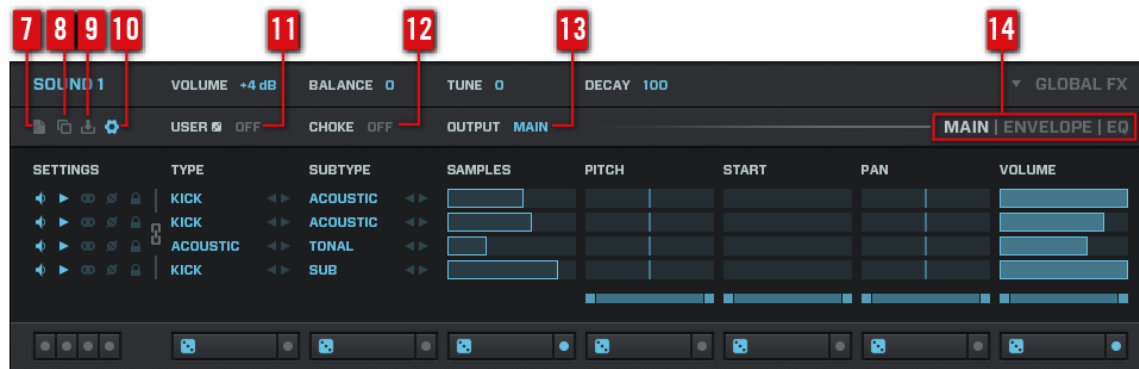 7 8 9 10 11 12 13 14
SOUND 1 VOLUME +4 dB BALANCE 0 TUNE 0 DECAY 100 GLOBAL FX
USER OFF CHOKE OFF OUTPUT MAIN MAIN | ENVELOPE | EQ
SETTINGS TYPE SUBTYPE SAMPLES PITCH START PAN VOLUME
KICK ACOUSTIC
KICK ACOUSTIC
ACOUSTIC TONAL
KICK SUB